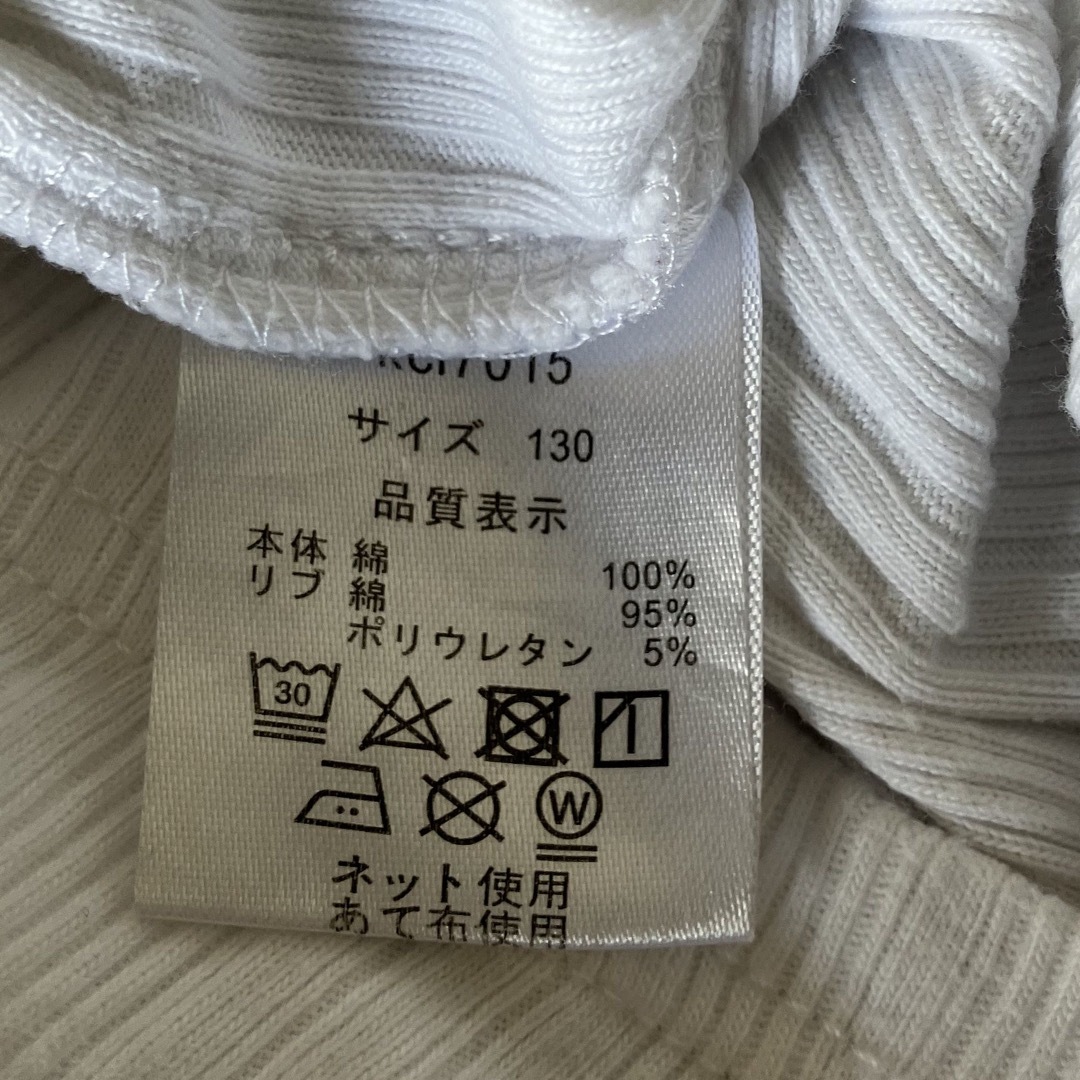 サイズ 130
品質表示
本体 綿 100%
リブ 綿 95%
ポリウレタン 5%
30
W
ネット使用
あて布使用